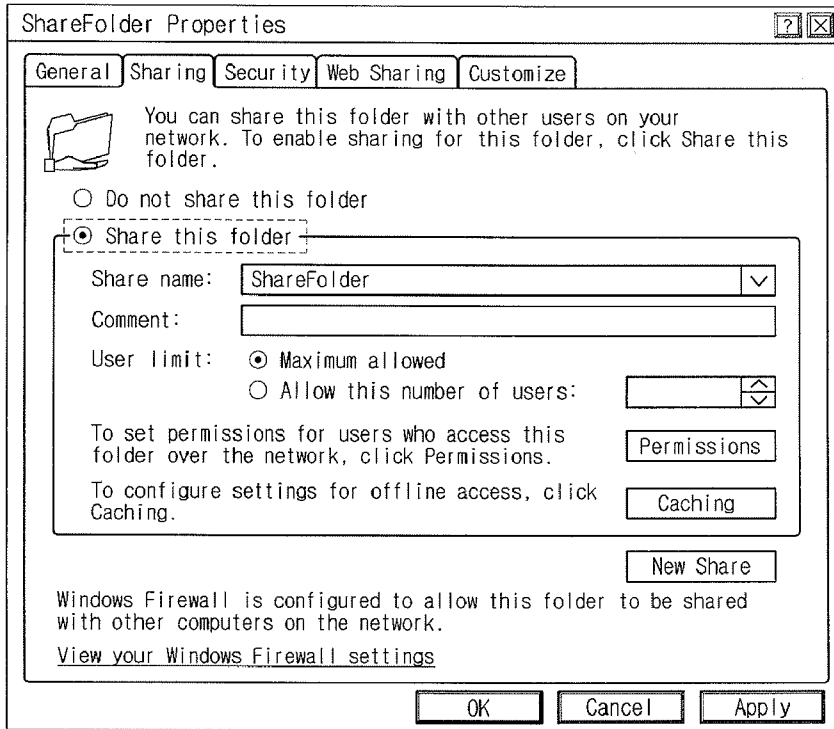 ShareFolder Properties ? X
General Sharing Security Web Sharing Customize
You can share this folder with other users on your
network. To enable sharing for this folder, click Share this
folder.
Do not share this folder
Share this folder
Share name: ShareFolder
Comment:
User limit: Maximum allowed
Allow this number of users:
To set permissions for users who access this
folder over the network, click Permissions.
Permissions
To configure settings for offline access, click
Caching.
Caching
New Share
Windows Firewall is configured to allow this folder to be shared
with other computers on the network.
View your Windows Firewall settings
OK Cancel Apply